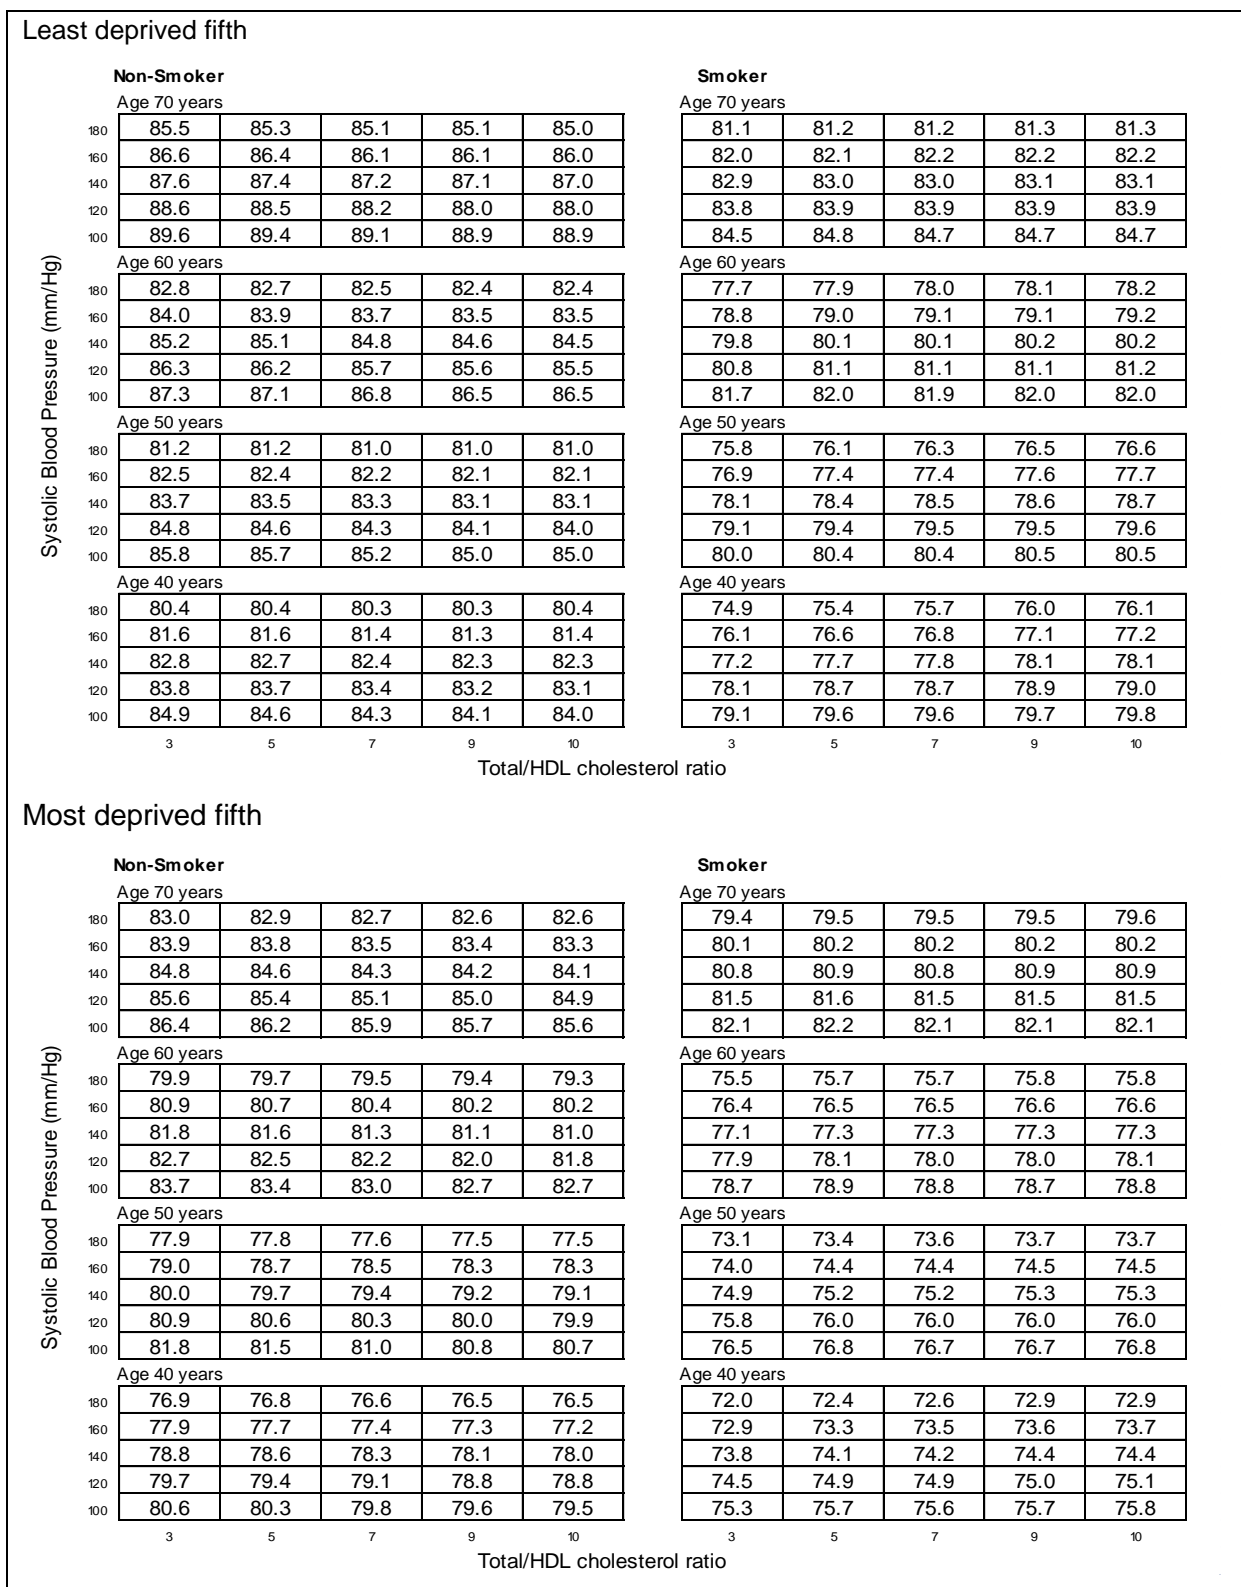 Least deprived fifth
Non-Smoker Smoker
Age 70 years Age 70 years
180 85.5 85.3 85.1 85.1 85.0 81.1 81.2 81.2 81.3 81.3
160 86.6 86.4 86.1 86.1 86.0 82.0 82.1 82.2 82.2 82.2
140 87.6 87.4 87.2 87.1 87.0 82.9 83.0 83.0 83.1 83.1
120 88.6 88.5 88.2 88.0 88.0 83.8 83.9 83.9 83.9 83.9
100 89.6 89.4 89.1 88.9 88.9 84.5 84.8 84.7 84.7 84.7
Age 60 years Age 60 years
180 82.8 82.7 82.5 82.4 82.4 77.7 77.9 78.0 78.1 78.2
160 84.0 83.9 83.7 83.5 83.5 78.8 79.0 79.1 79.1 79.2
140 85.2 85.1 84.8 84.6 84.5 79.8 80.1 80.1 80.2 80.2
120 86.3 86.2 85.7 85.6 85.5 80.8 81.1 81.1 81.1 81.2
100 87.3 87.1 86.8 86.5 86.5 81.7 82.0 81.9 82.0 82.0
Age 50 years Age 50 years
180 81.2 81.2 81.0 81.0 81.0 75.8 76.1 76.3 76.5 76.6
160 82.5 82.4 82.2 82.1 82.1 76.9 77.4 77.4 77.6 77.7
140 83.7 83.5 83.3 83.1 83.1 78.1 78.4 78.5 78.6 78.7
120 84.8 84.6 84.3 84.1 84.0 79.1 79.4 79.5 79.5 79.6
100 85.8 85.7 85.2 85.0 85.0 80.0 80.4 80.4 80.5 80.5
Age 40 years Age 40 years
180 80.4 80.4 80.3 80.3 80.4 74.9 75.4 75.7 76.0 76.1
160 81.6 81.6 81.4 81.3 81.4 76.1 76.6 76.8 77.1 77.2
140 82.8 82.7 82.4 82.3 82.3 77.2 77.7 77.8 78.1 78.1
120 83.8 83.7 83.4 83.2 83.1 78.1 78.7 78.7 78.9 79.0
100 84.9 84.6 84.3 84.1 84.0 79.1 79.6 79.6 79.7 79.8
3 5 7 9 10 3 5 7 9 10
Systolic Blood Pressure (mm/Hg)
Total/HDL cholesterol ratio
Most deprived fifth
Non-Smoker Smoker
Age 70 years Age 70 years
180 83.0 82.9 82.7 82.6 82.6 79.4 79.5 79.5 79.5 79.6
160 83.9 83.8 83.5 83.4 83.3 80.1 80.2 80.2 80.2 80.2
140 84.8 84.6 84.3 84.2 84.1 80.8 80.9 80.8 80.9 80.9
120 85.6 85.4 85.1 85.0 84.9 81.5 81.6 81.5 81.5 81.5
100 86.4 86.2 85.9 85.7 85.6 82.1 82.2 82.1 82.1 82.1
Age 60 years Age 60 years
180 79.9 79.7 79.5 79.4 79.3 75.5 75.7 75.7 75.8 75.8
160 80.9 80.7 80.4 80.2 80.2 76.4 76.5 76.5 76.6 76.6
140 81.8 81.6 81.3 81.1 81.0 77.1 77.3 77.3 77.3 77.3
120 82.7 82.5 82.2 82.0 81.8 77.9 78.1 78.0 78.0 78.1
100 83.7 83.4 83.0 82.7 82.7 78.7 78.9 78.8 78.7 78.8
Age 50 years Age 50 years
180 77.9 77.8 77.6 77.5 77.5 73.1 73.4 73.6 73.7 73.7
160 79.0 78.7 78.5 78.3 78.3 74.0 74.4 74.4 74.5 74.5
140 80.0 79.7 79.4 79.2 79.1 74.9 75.2 75.2 75.3 75.3
120 80.9 80.6 80.3 80.0 79.9 75.8 76.0 76.0 76.0 76.0
100 81.8 81.5 81.0 80.8 80.7 76.5 76.8 76.7 76.7 76.8
Age 40 years Age 40 years
180 76.9 76.8 76.6 76.5 76.5 72.0 72.4 72.6 72.9 72.9
160 77.9 77.7 77.4 77.3 77.2 72.9 73.3 73.5 73.6 73.7
140 78.8 78.6 78.3 78.1 78.0 73.8 74.1 74.2 74.4 74.4
120 79.7 79.4 79.1 78.8 78.8 74.5 74.9 74.9 75.0 75.1
100 80.6 80.3 79.8 79.6 79.5 75.3 75.7 75.6 75.7 75.8
3 5 7 9 10 3 5 7 9 10
Systolic Blood Pressure (mm/Hg)
Total/HDL cholesterol ratio